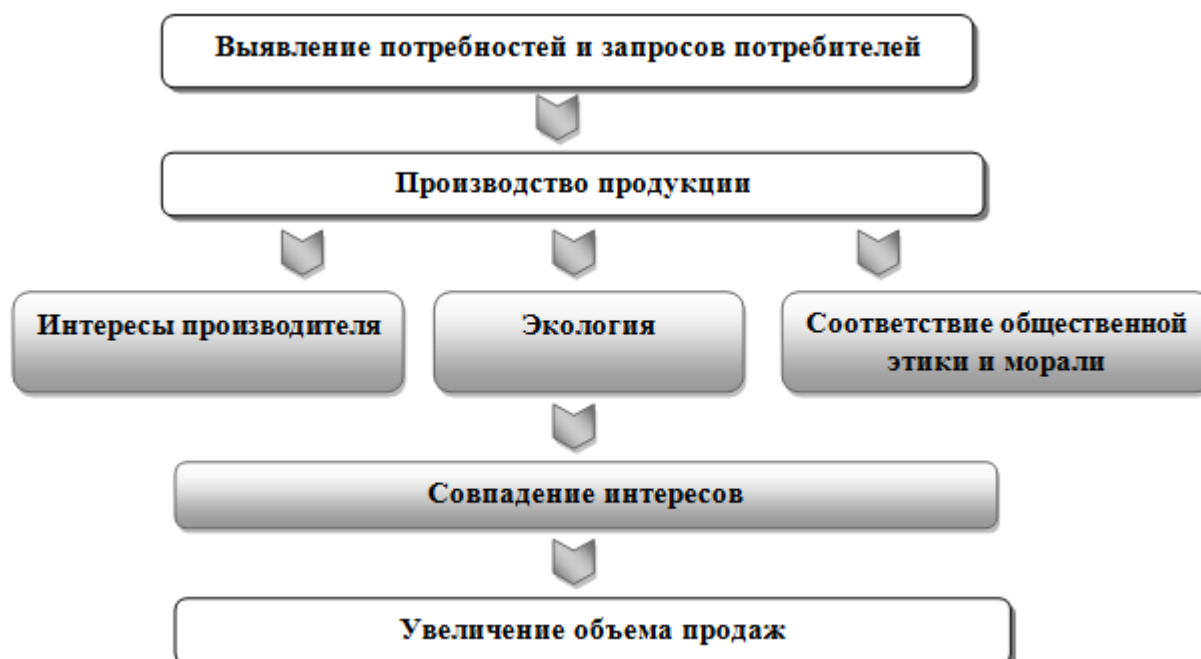 Выявление потребностей и запросов потребителей
Производство продукции
Интересы производителя
Экология
Соответствие общественной
этики и морали
Совпадение интересов
Увеличение объема продаж